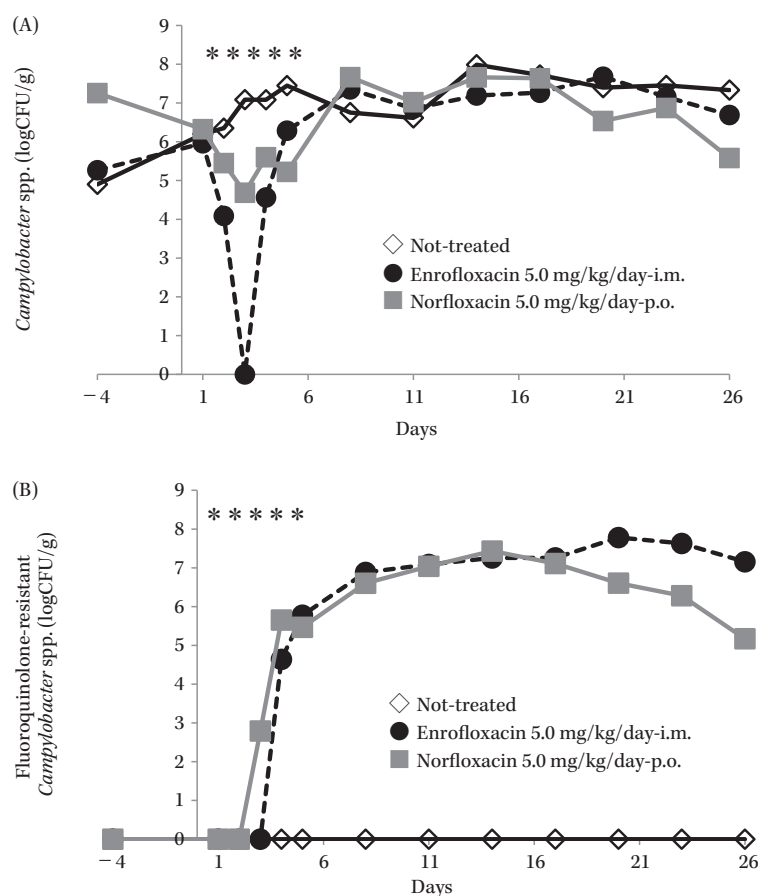 (A)
Campylobacter spp. (logCFU/g)
9
8
7
6
5
4
3
2
1
0
* * * * *
Not-treated
Enrofloxacin 5.0 mg/kg/day-i.m.
Norfloxacin 5.0 mg/kg/day-p.o.
−4 1 6 11 16 21 26
Days
(B)
Fluoroquinolone-resistant
Campylobacter spp. (logCFU/g)
9
8
7
6
5
4
3
2
1
0
* * * * *
Not-treated
Enrofloxacin 5.0 mg/kg/day-i.m.
Norfloxacin 5.0 mg/kg/day-p.o.
−4 1 6 11 16 21 26
Days